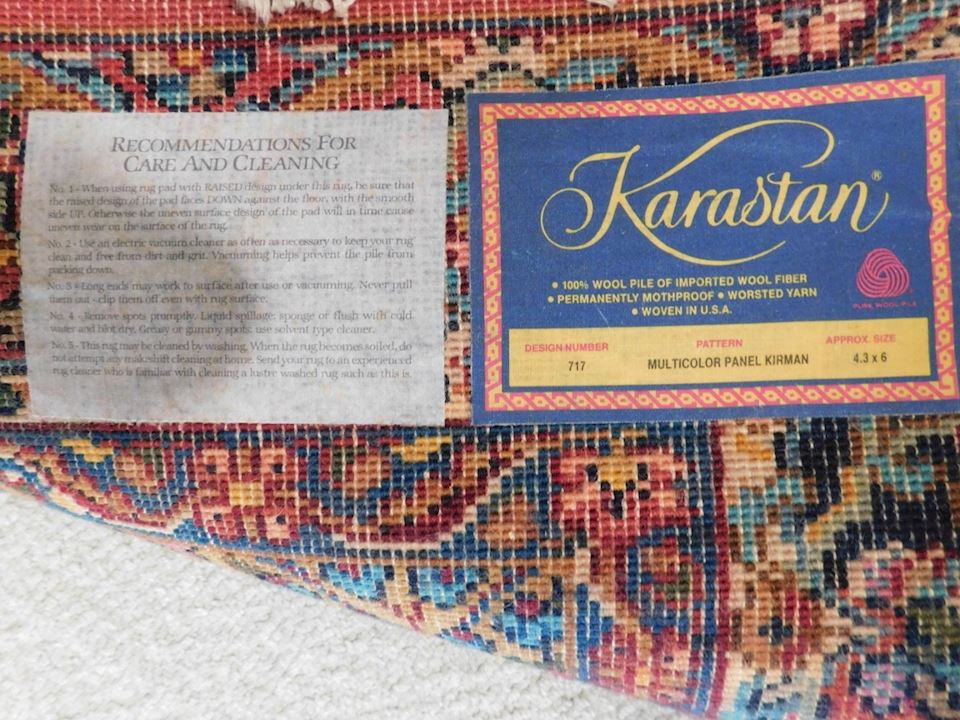 RECOMMENDATIONS FOR
CARE AND CLEANING
No. 1 - When using rug pad with RAISED design under this rug, be sure that
the raised design of the pad faces DOWN against the floor, with the smooth
side UP. Otherwise the uneven surface design of the pad will in time cause
uneven wear on the surface of the rug.
No. 2 - Use an electric vacuum cleaner as often as necessary to keep your rug
clean and free from dirt and grit. Vacuuming helps prevent the pile from
packing down.
No. 3 - Long ends may work to surface after use or vacuuming. Never pull
them out - clip them off even with rug surface.
No. 4 - Remove spots promptly. Liquid spillage: sponge or flush with cold
water and blot dry. Greasy or gummy spots: use solvent type cleaner.
No. 5 - This rug may be cleaned by washing. When the rug becomes soiled, do
not attempt any makeshift cleaning at home. Send your rug to an experienced
rug cleaner who is familiar with cleaning a lustre washed rug such as this is.
Karastan®
• 100% WOOL PILE OF IMPORTED WOOL FIBER
• PERMANENTLY MOTHPROOF • WORSTED YARN
• WOVEN IN U.S.A.
PURE WOOL PILE
DESIGN NUMBER PATTERN APPROX. SIZE
717 MULTICOLOR PANEL KIRMAN 4.3 x 6